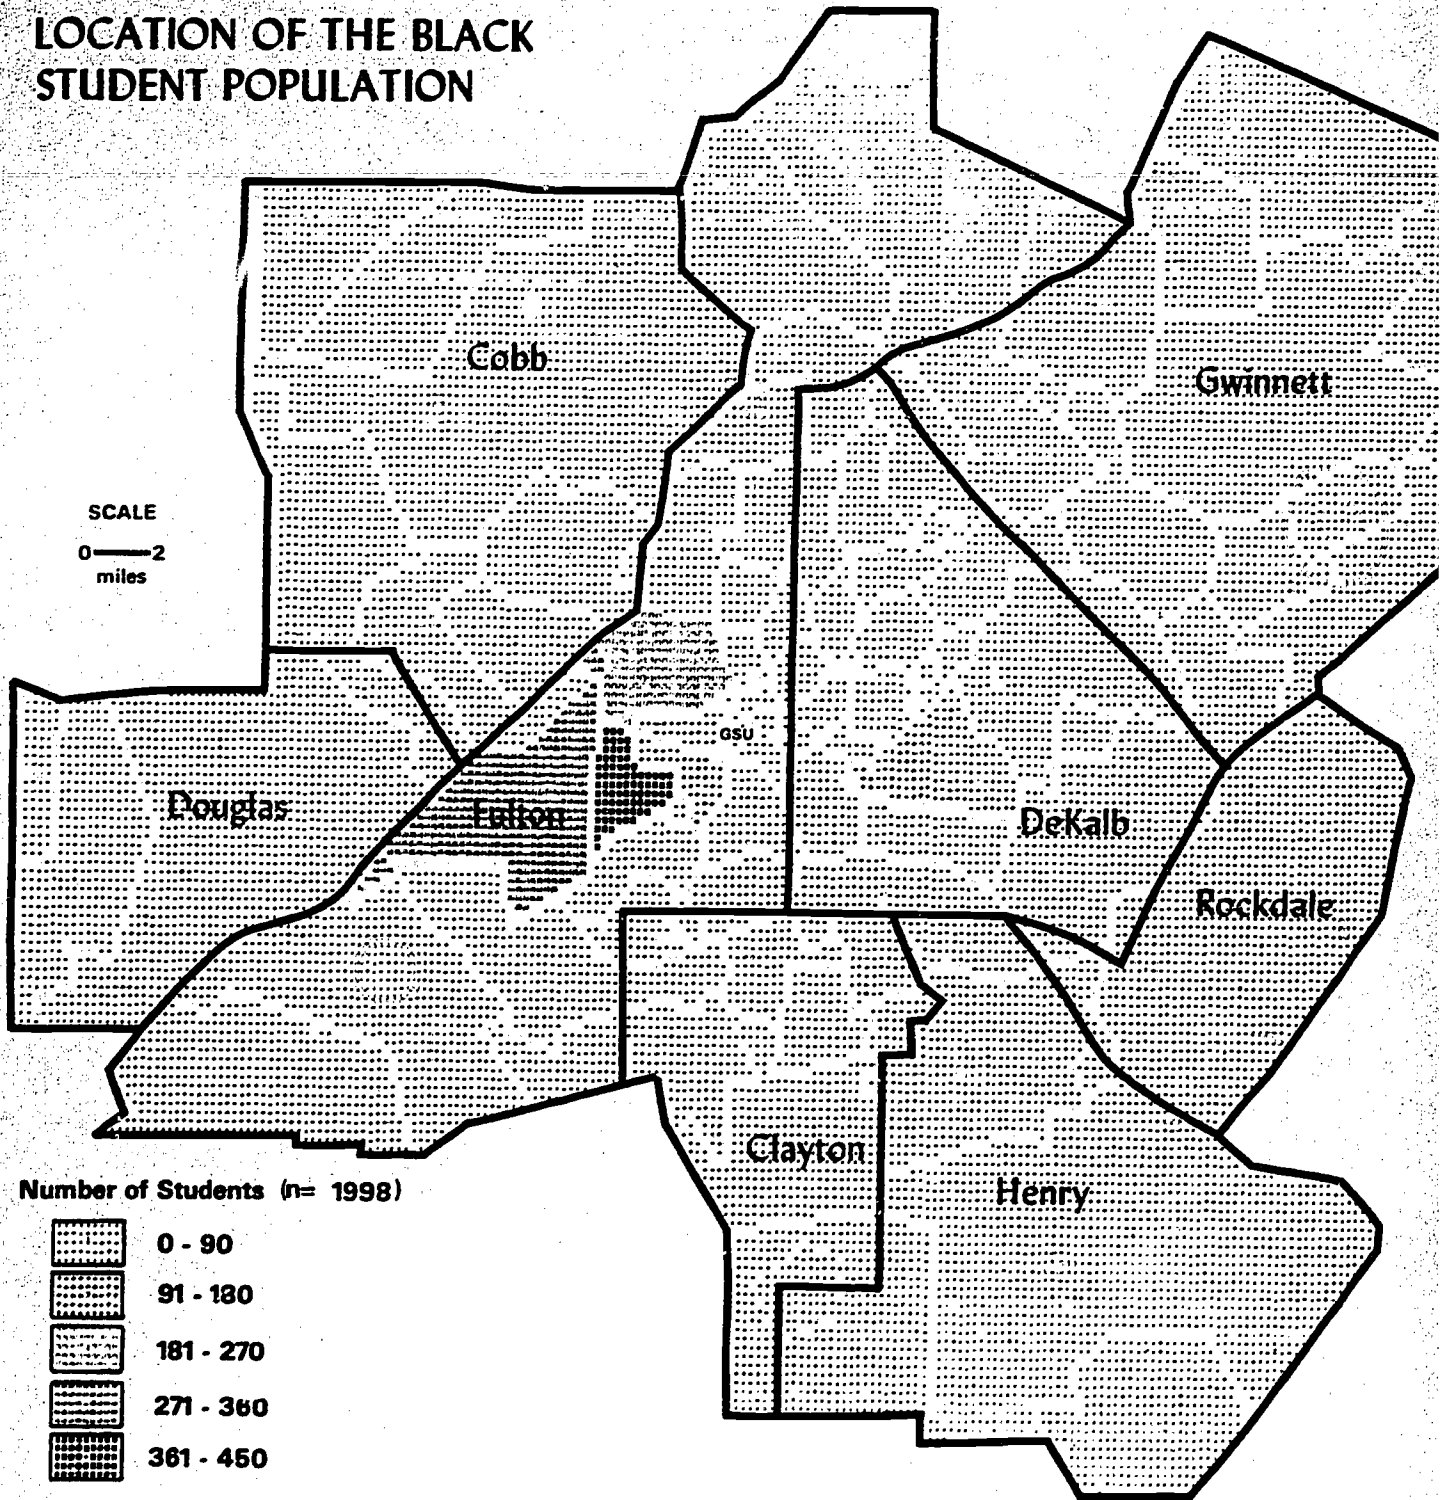 LOCATION OF THE BLACK
STUDENT POPULATION
Cobb
Gwinnett
SCALE
0 2
miles
GSU
Douglas
Fulton
DeKalb
Rockdale
Clayton
Henry
Number of Students (n= 1998)
0 - 90
91 - 180
181 - 270
271 - 360
361 - 450